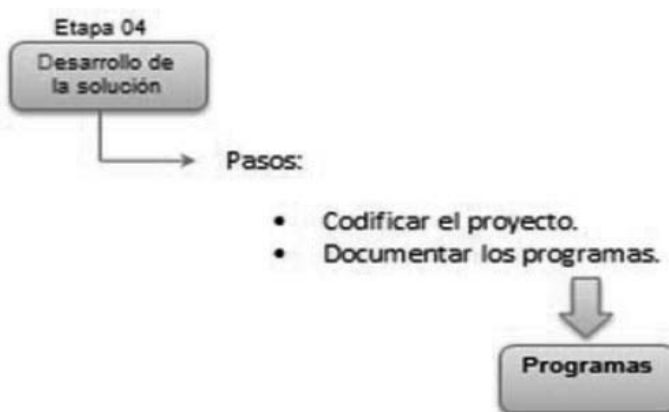 Etapa 04
Desarrollo de
la solución
Pasos:
• Codificar el proyecto.
• Documentar los programas.
Programas